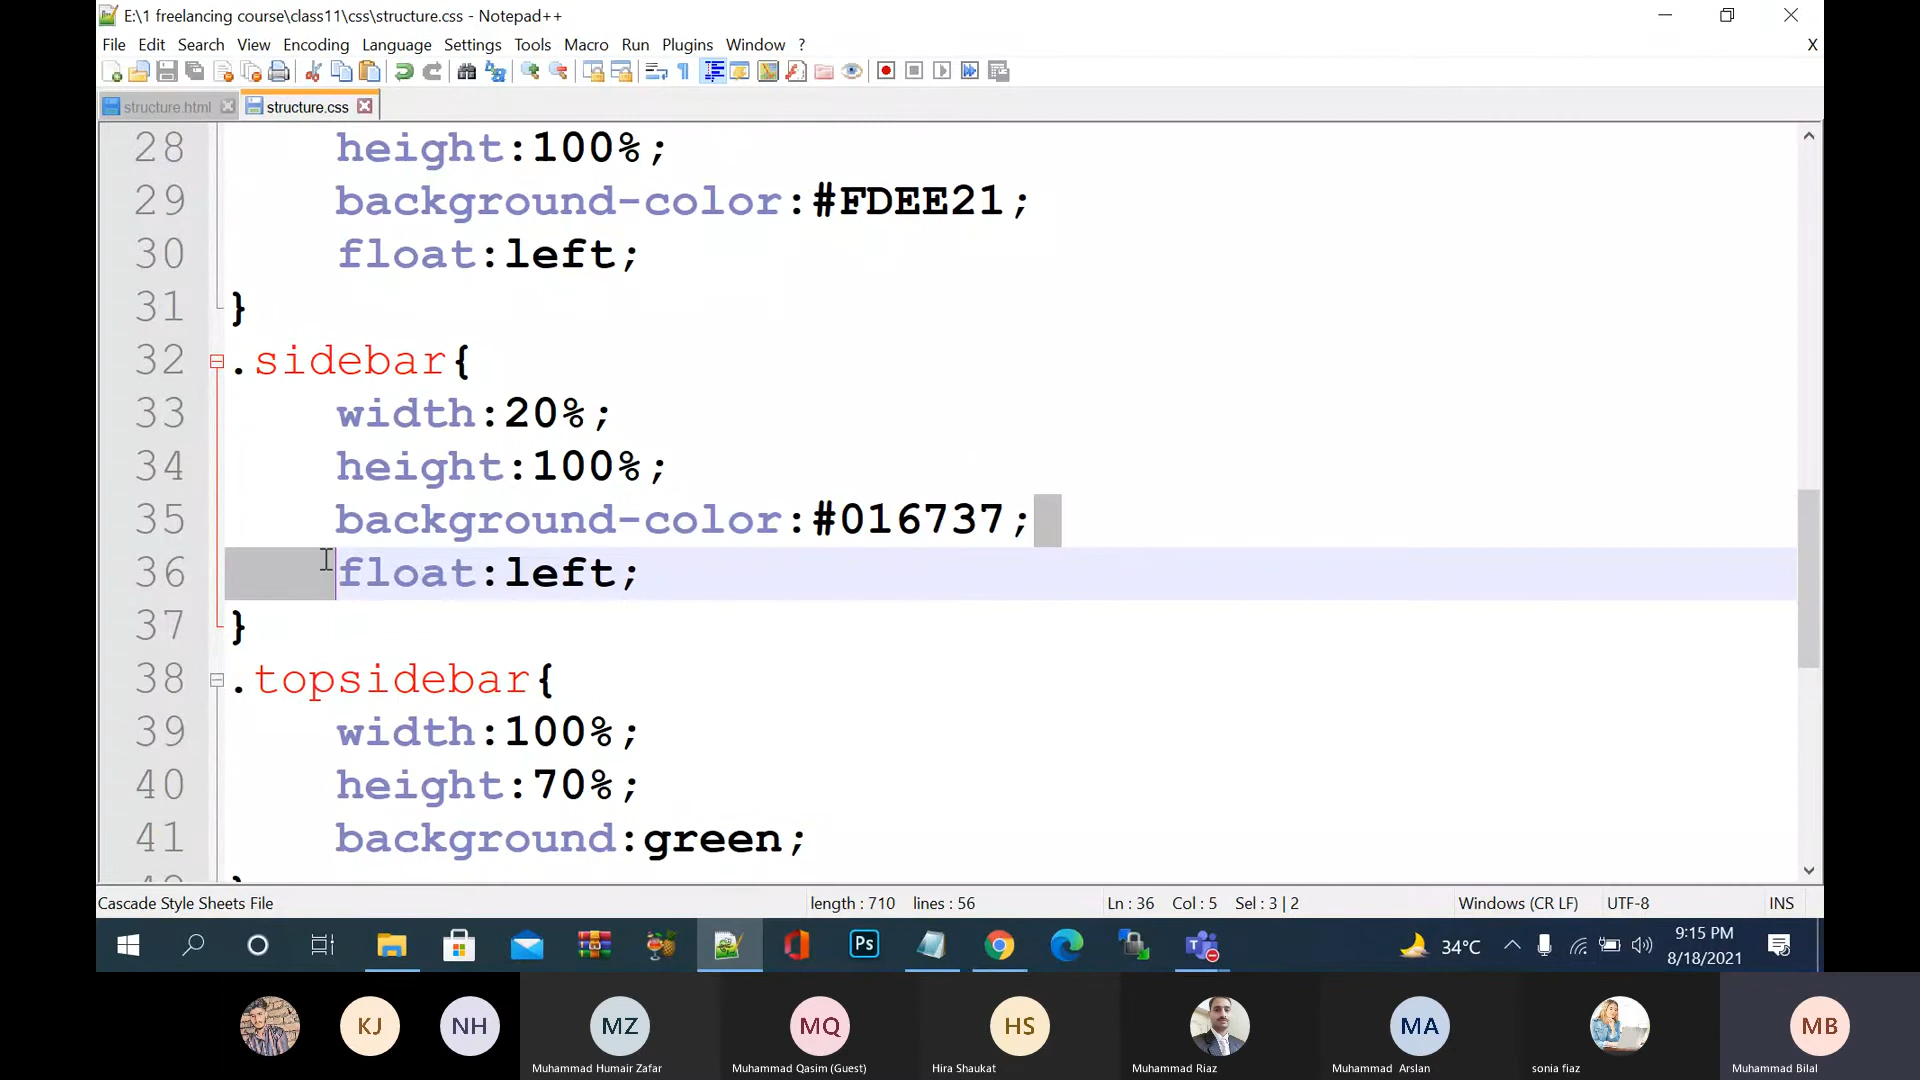 E:\1 freelancing course\class11\css\structure.css - Notepad++
File Edit Search View Encoding Language Settings Tools Macro Run Plugins Window ? X
structure.html structure.css
28 height:100%;
29 background-color:#FDEE21;
30 float:left;
31 }
32 .sidebar{
33 width:20%;
34 height:100%;
35 background-color:#016737;
36 float:left;
37 }
38 .topsidebar{
39 width:100%;
40 height:70%;
41 background:green;
Cascade Style Sheets File length : 710 lines : 56 Ln : 36 Col : 5 Sel : 3 | 2 Windows (CR LF) UTF-8 INS
Ps 34°C 9:15 PM
8/18/2021
KJ NH MZ MQ HS MA MB
Muhammad Humair Zafar Muhammad Qasim (Guest) Hira Shaukat Muhammad Riaz Muhammad Arslan sonia fiaz Muhammad Bilal